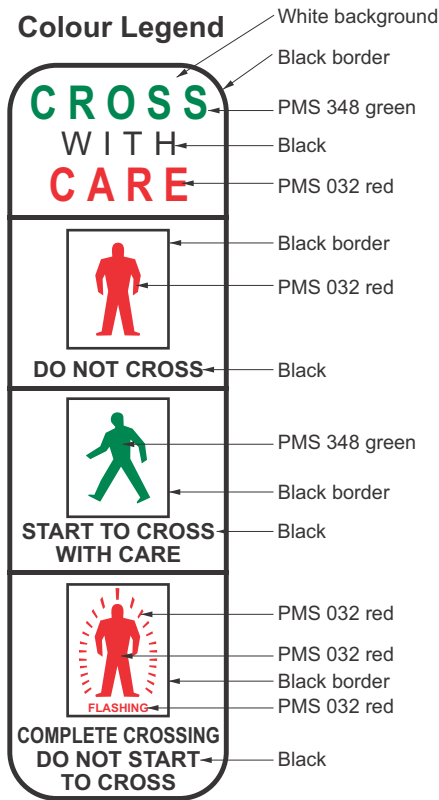 Colour Legend
White background
Black border
CROSS
PMS 348 green
WITH
Black
CARE
PMS 032 red
Black border
PMS 032 red
DO NOT CROSS
Black
PMS 348 green
Black border
START TO CROSS
Black
WITH CARE
PMS 032 red
PMS 032 red
Black border
FLASHING
PMS 032 red
COMPLETE CROSSING
DO NOT START
Black
TO CROSS